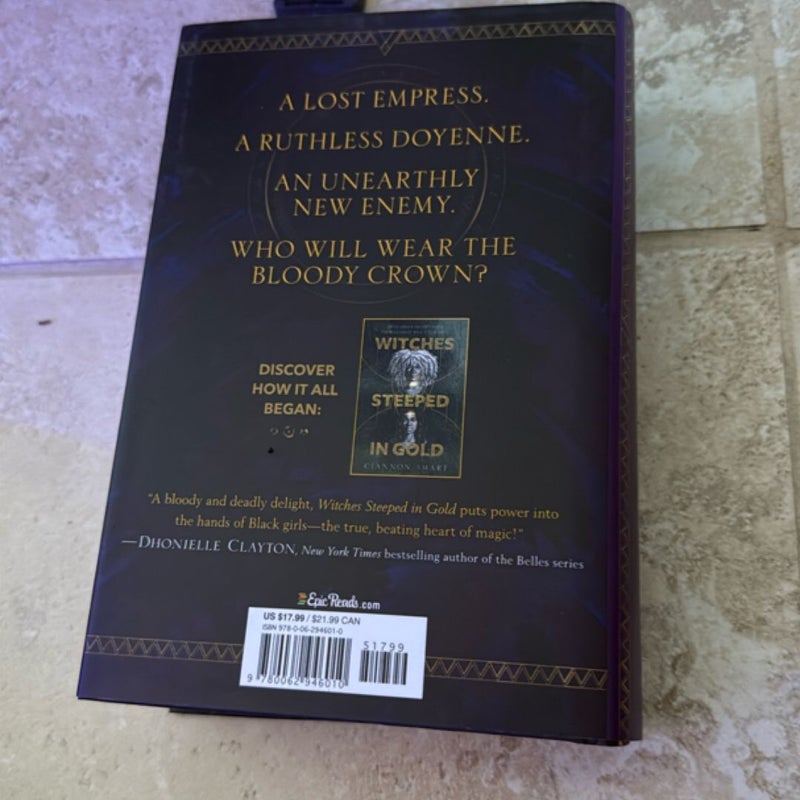 A LOST EMPRESS.
A RUTHLESS DOYENNE.
AN UNEARTHLY
NEW ENEMY.
WHO WILL WEAR THE
BLOODY CROWN?
DISCOVER
HOW IT ALL
BEGAN:
WITCHES
STEEPED
IN GOLD
CIANNON SMART
"A bloody and deadly delight, Witches Steeped in Gold puts power into
the hands of Black girls—the true, beating heart of magic!"
—DHONIELLE CLAYTON, New York Times bestselling author of the Belles series
EpicReads.com
US $17.99 / $21.99 CAN
ISBN 978-0-06-294601-0
51799
9 780062 946010